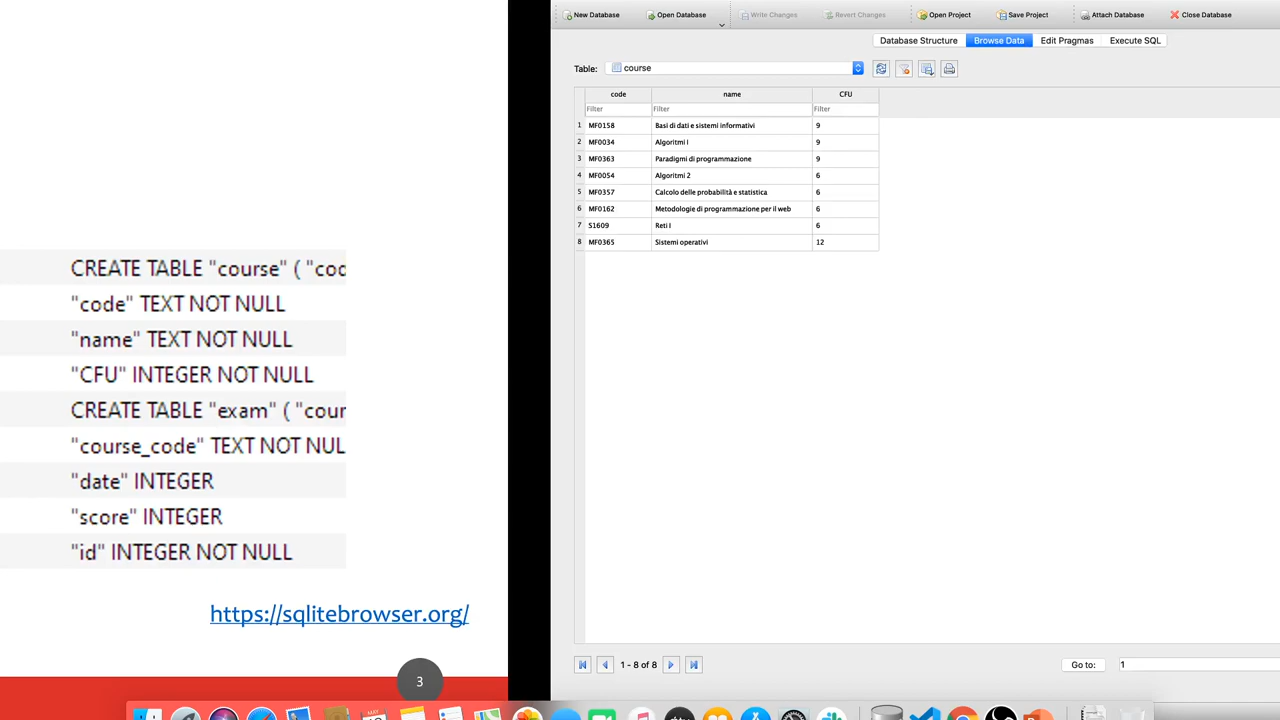 CREATE TABLE "course" ( "cod
"code" TEXT NOT NULL
"name" TEXT NOT NULL
"CFU" INTEGER NOT NULL
CREATE TABLE "exam" ( "cour
"course_code" TEXT NOT NUL
"date" INTEGER
"score" INTEGER
"id" INTEGER NOT NULL
https://sqlitebrowser.org/
3
New Database Open Database Write Changes Revert Changes Open Project Save Project Attach Database Close Database
Database Structure Browse Data Edit Pragmas Execute SQL
Table: course
code name CFU
Filter Filter Filter
1 MF0158 Basi di dati e sistemi informativi 9
2 MF0034 Algoritmi I 9
3 MF0363 Paradigmi di programmazione 9
4 MF0054 Algoritmi 2 6
5 MF0357 Calcolo delle probabilità e statistica 6
6 MF0162 Metodologie di programmazione per il web 6
7 S1609 Reti I 6
8 MF0365 Sistemi operativi 12
1 - 8 of 8
Go to: 1
MAY